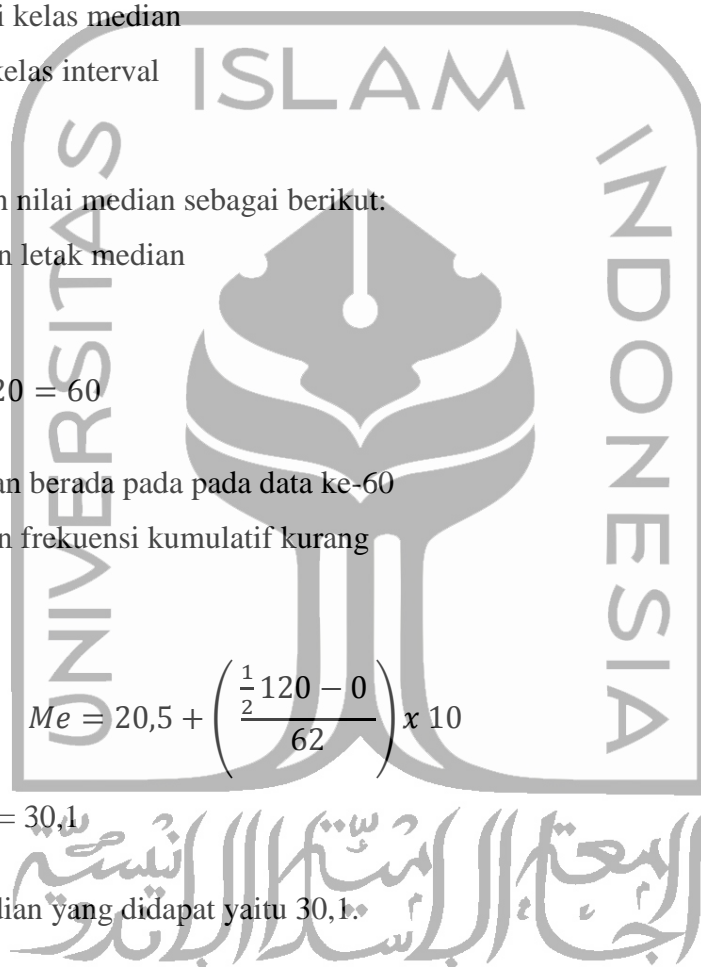 i kelas median
kelas interval
ISLAM
UNIVERSITAS
INDONESIA
n nilai median sebagai berikut:
n letak median
20 = 60
an berada pada pada data ke-60
n frekuensi kumulatif kurang
Me = 20,5 + ( (1/2 120 − 0) / 62 ) x 10
= 30,1
dian yang didapat yaitu 30,1.